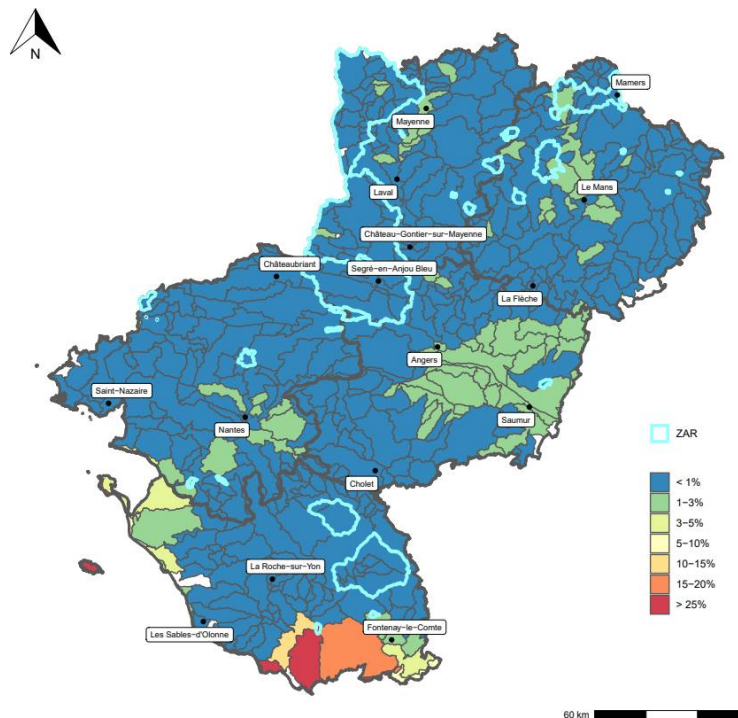 N
Mamers
Mayenne
Laval
Le Mans
Château-Gontier-sur-Mayenne
Châteaubriant
Segré-en-Anjou Bleu
La Flèche
Angers
Saint-Nazaire
Saumur
Nantes
ZAR
Cholet
< 1%
1-3%
3-5%
5-10%
La Roche-sur-Yon
10-15%
15-20%
> 25%
Les Sables-d'Olonne
Fontenay-le-Comte
60 km